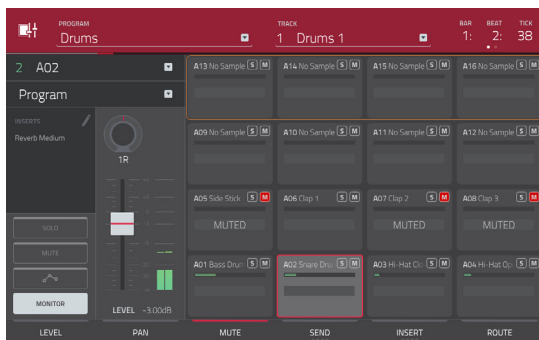 PROGRAM TRACK BAR BEAT TICK
Drums 1 Drums 1 1: 2: 38
2 A02
Program
INSERTS
Reverb Medium
1R
SOLO
MUTE
MONITOR
LEVEL -3.00dB
A13 No Sample S M A14 No Sample S M A15 No Sample S M A16 No Sample S M
A09 No Sample S M A10 No Sample S M A11 No Sample S M A12 No Sample S M
A05 Side Stick S M A06 Clap 1 S M A07 Clap 2 S M A08 Clap 3 S M
MUTED MUTED MUTED
A01 Bass Drum S M A02 Snare Dru S M A03 Hi-Hat Clo S M A04 Hi-Hat Op S M
LEVEL PAN MUTE SEND INSERT ROUTE